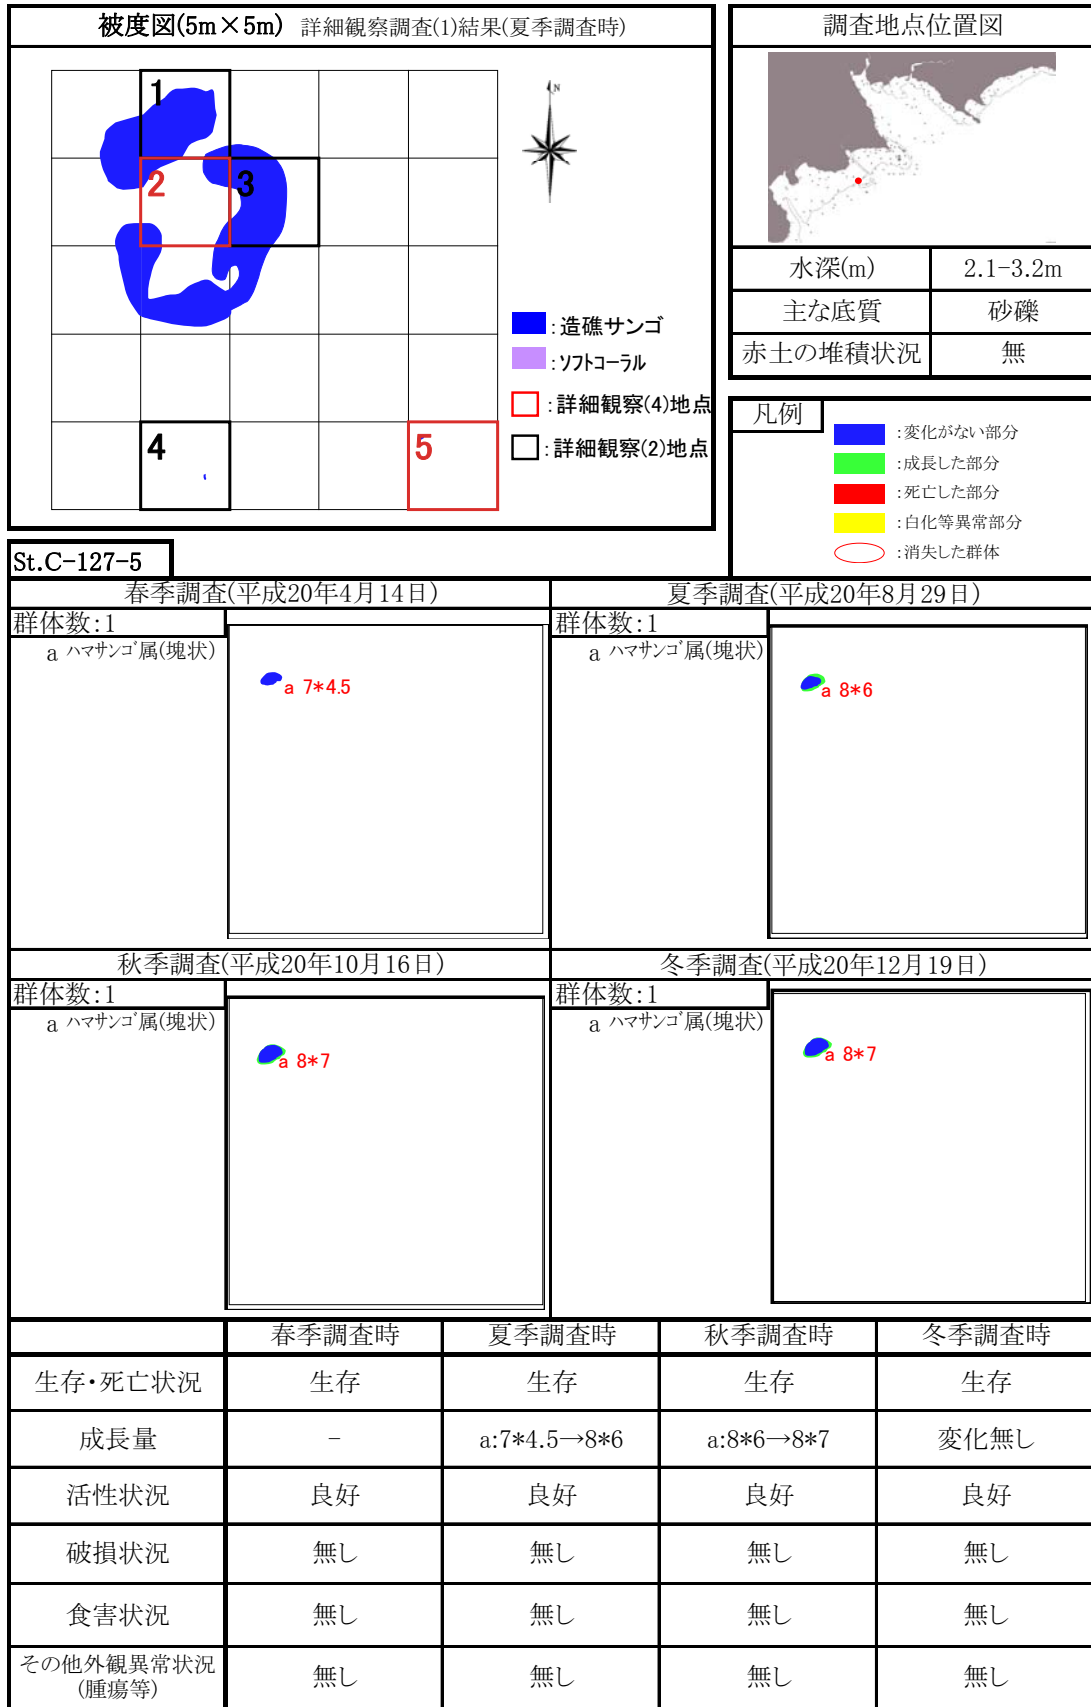 被度図(5m×5m) 詳細観察調査(1)結果(夏季調査時)
1
2
3
4
5
N
:造礁サンゴ
:ソフトコーラル
:詳細観察(4)地点
:詳細観察(2)地点
調査地点位置図
水深(m) 2.1-3.2m
主な底質 砂礫
赤土の堆積状況 無
凡例
:変化がない部分
:成長した部分
:死亡した部分
:白化等異常部分
:消失した群体
St.C-127-5
春季調査(平成20年4月14日)
群体数:1
a ハマサンゴ属(塊状)
a 7*4.5
夏季調査(平成20年8月29日)
群体数:1
a ハマサンゴ属(塊状)
a 8*6
秋季調査(平成20年10月16日)
群体数:1
a ハマサンゴ属(塊状)
a 8*7
冬季調査(平成20年12月19日)
群体数:1
a ハマサンゴ属(塊状)
a 8*7
春季調査時 夏季調査時 秋季調査時 冬季調査時
生存・死亡状況 生存 生存 生存 生存
成長量 - a:7*4.5→8*6 a:8*6→8*7 変化無し
活性状況 良好 良好 良好 良好
破損状況 無し 無し 無し 無し
食害状況 無し 無し 無し 無し
その他外観異常状況
(腫瘍等) 無し 無し 無し 無し